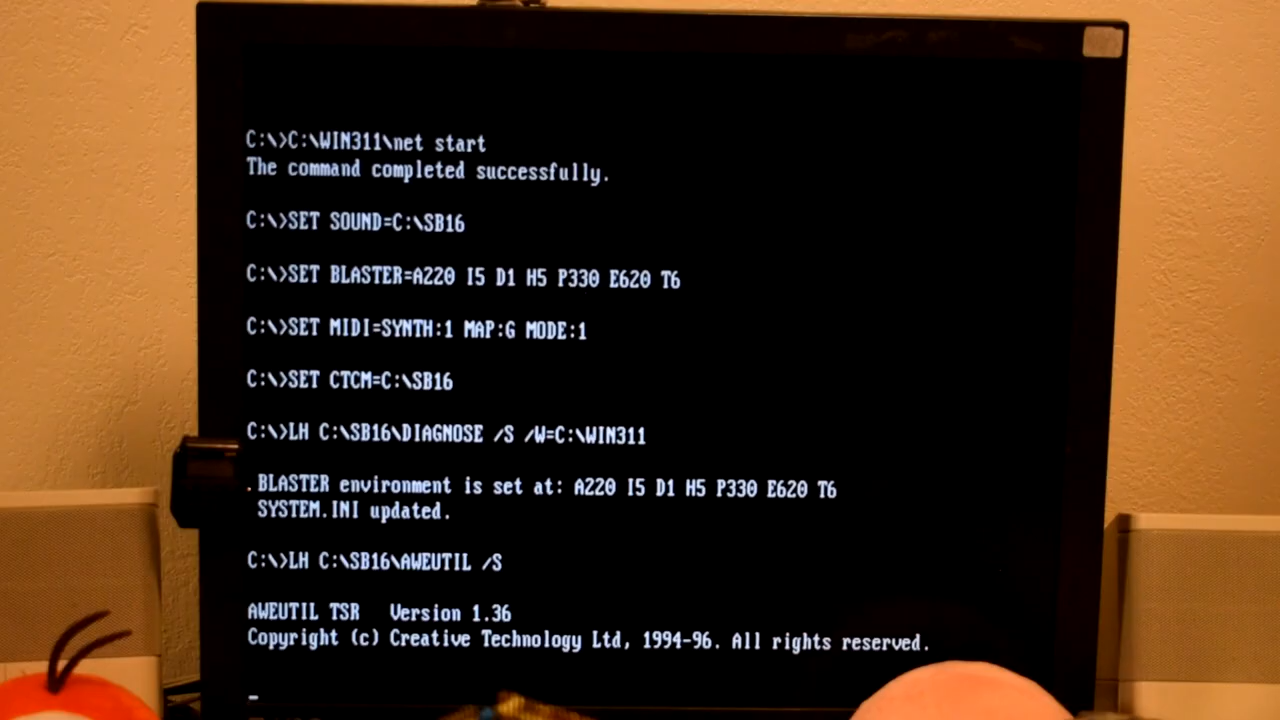 C:\>C:\WIN311\net start
The command completed successfully.
C:\>SET SOUND=C:\SB16
C:\>SET BLASTER=A220 I5 D1 H5 P330 E620 T6
C:\>SET MIDI=SYNTH:1 MAP:G MODE:1
C:\>SET CTCM=C:\SB16
C:\>LH C:\SB16\DIAGNOSE /S /W=C:\WIN311
.BLASTER environment is set at: A220 I5 D1 H5 P330 E620 T6
SYSTEM.INI updated.
C:\>LH C:\SB16\AWEUTIL /S
AWEUTIL TSR Version 1.36
Copyright (c) Creative Technology Ltd, 1994-96. All rights reserved.